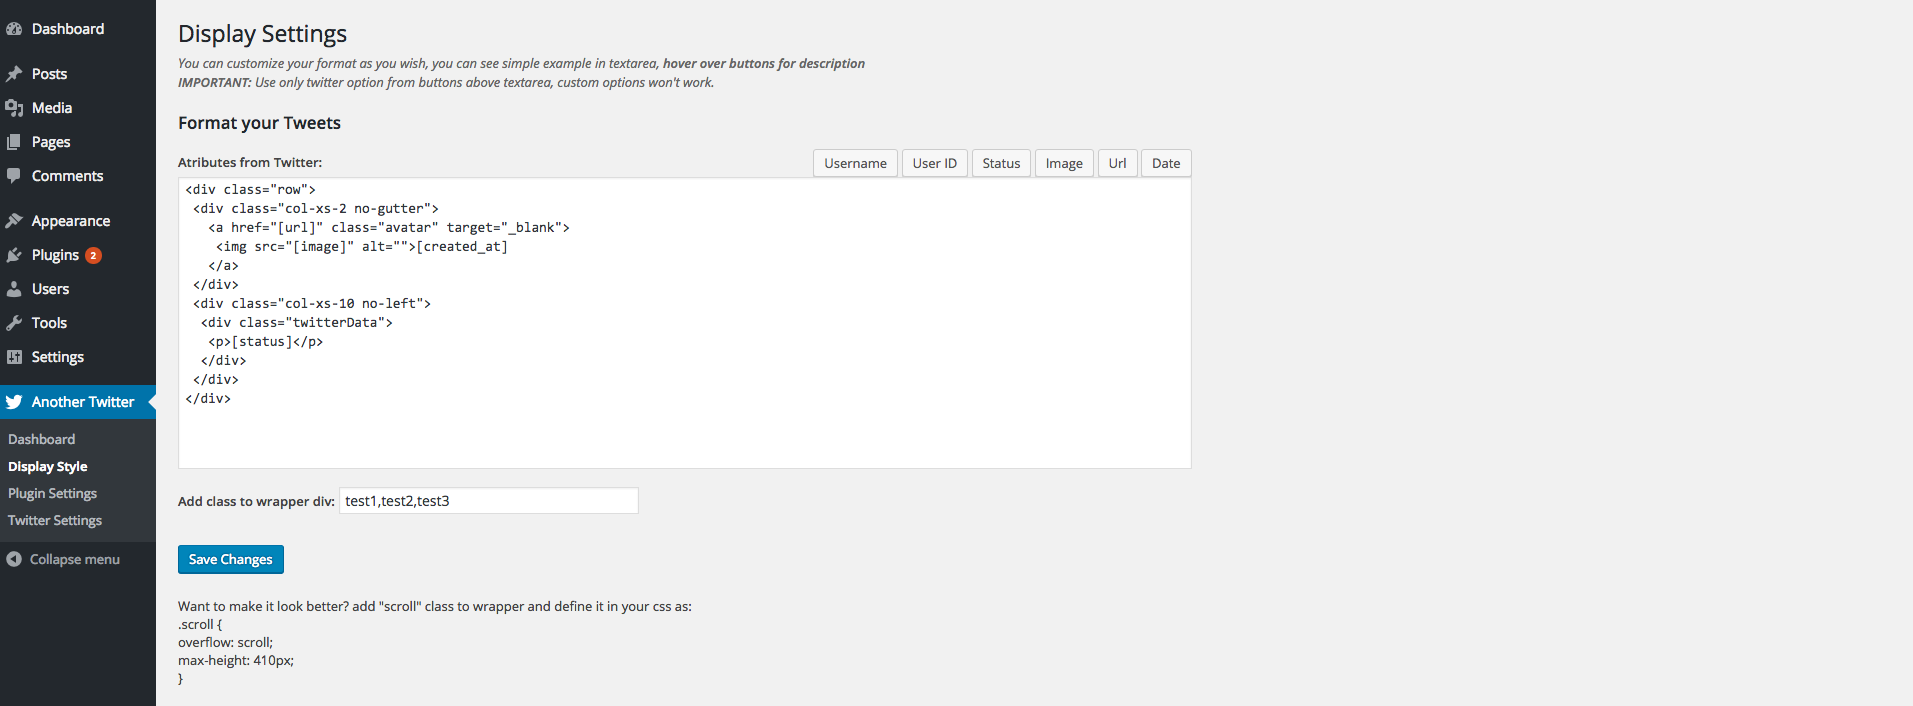 Dashboard
Posts
Media
Pages
Comments
Appearance
Plugins 2
Users
Tools
Settings
Another Twitter
Dashboard
Display Style
Plugin Settings
Twitter Settings
Collapse menu
Display Settings
You can customize your format as you wish, you can see simple example in textarea, hover over buttons for description
IMPORTANT: Use only twitter option from buttons above textarea, custom options won't work.
Format your Tweets
Atributes from Twitter:
Username User ID Status Image Url Date
<div class="row">
 <div class="col-xs-2 no-gutter">
   <a href="[url]" class="avatar" target="_blank">
    <img src="[image]" alt="">[created_at]
   </a>
 </div>
 <div class="col-xs-10 no-left">
  <div class="twitterData">
   <p>[status]</p>
  </div>
 </div>
</div>
Add class to wrapper div: test1,test2,test3
Save Changes
Want to make it look better? add "scroll" class to wrapper and define it in your css as:
.scroll {
overflow: scroll;
max-height: 410px;
}